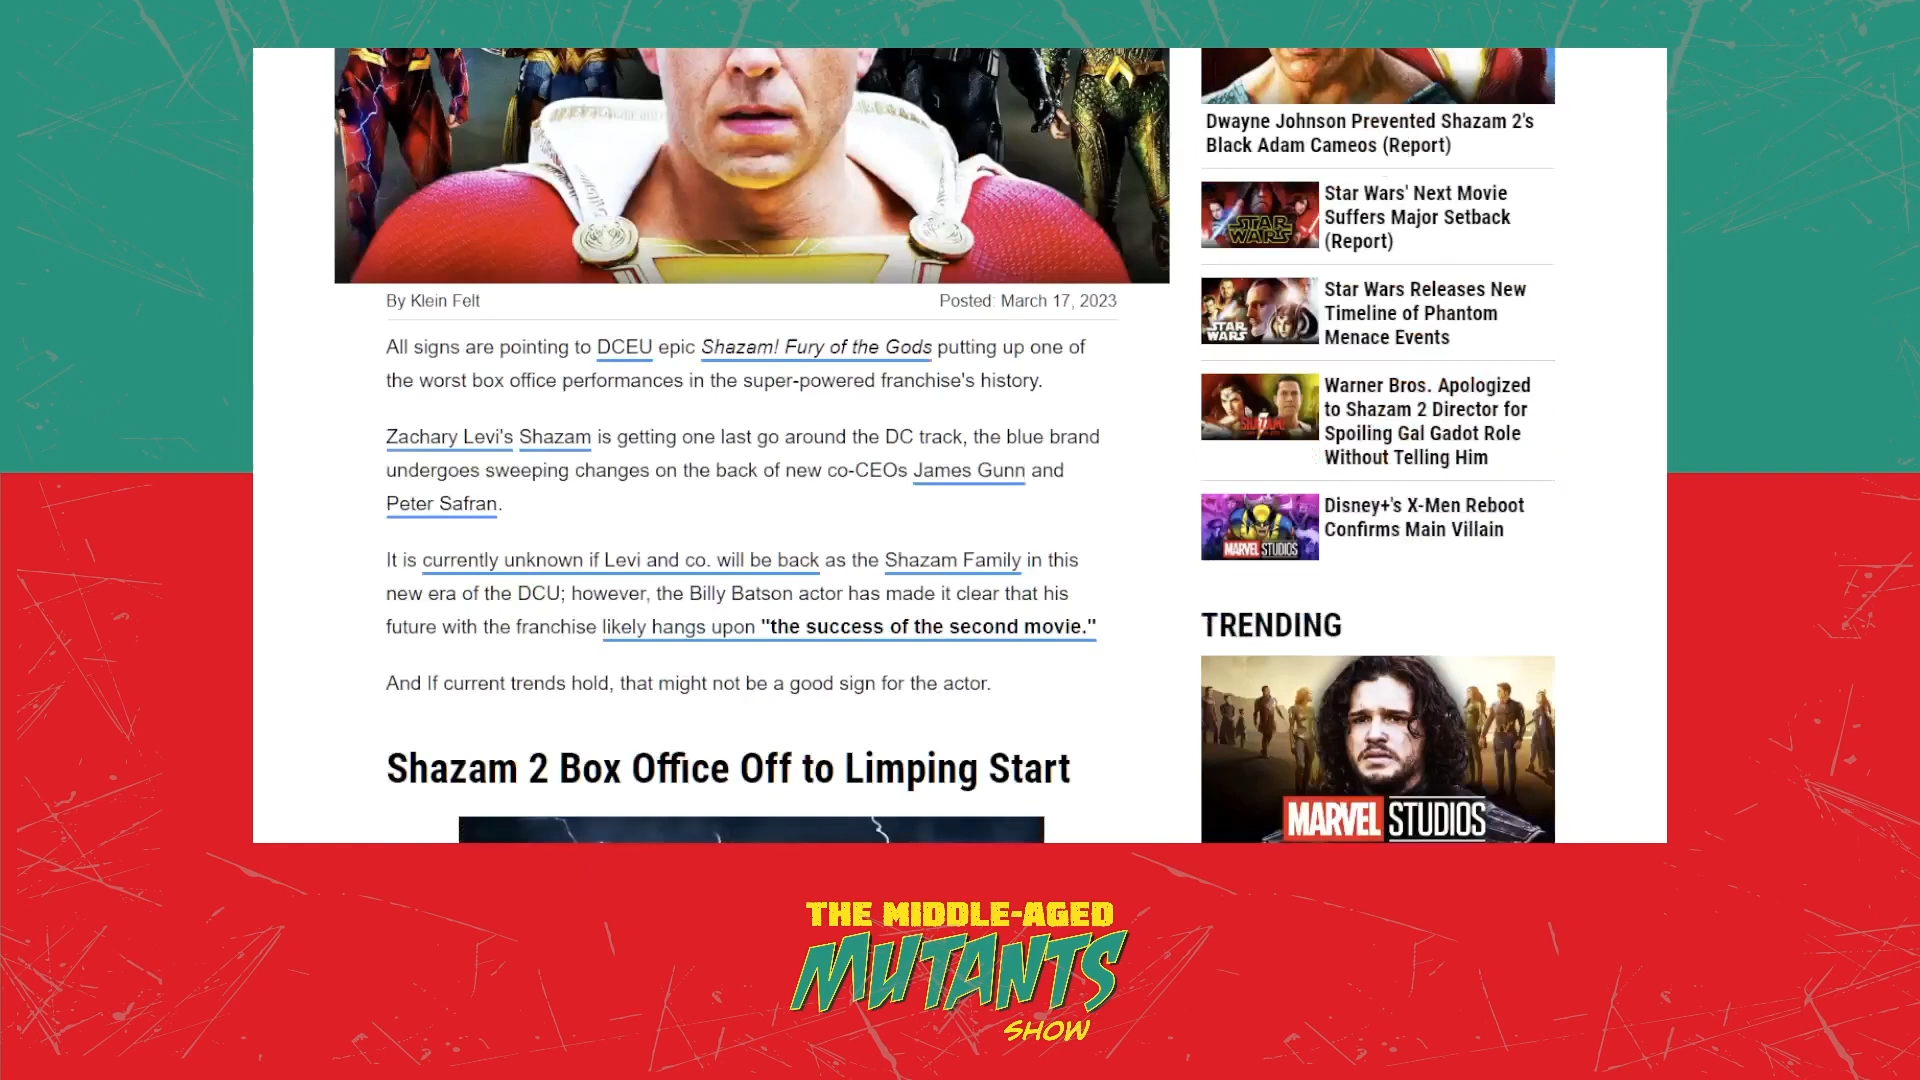 By Klein Felt
Posted: March 17, 2023
All signs are pointing to DCEU epic Shazam! Fury of the Gods putting up one of
the worst box office performances in the super-powered franchise's history.
Zachary Levi's Shazam is getting one last go around the DC track, the blue brand
undergoes sweeping changes on the back of new co-CEOs James Gunn and
Peter Safran.
It is currently unknown if Levi and co. will be back as the Shazam Family in this
new era of the DCU; however, the Billy Batson actor has made it clear that his
future with the franchise likely hangs upon "the success of the second movie."
And If current trends hold, that might not be a good sign for the actor.
Shazam 2 Box Office Off to Limping Start
Dwayne Johnson Prevented Shazam 2's
Black Adam Cameos (Report)
STAR
WARS
Star Wars' Next Movie
Suffers Major Setback
(Report)
STAR
WARS
Star Wars Releases New
Timeline of Phantom
Menace Events
SHAZAM!
Warner Bros. Apologized
to Shazam 2 Director for
Spoiling Gal Gadot Role
Without Telling Him
MARVEL STUDIOS
Disney+'s X-Men Reboot
Confirms Main Villain
TRENDING
MARVEL STUDIOS
THE MIDDLE-AGED
MUTANTS
SHOW